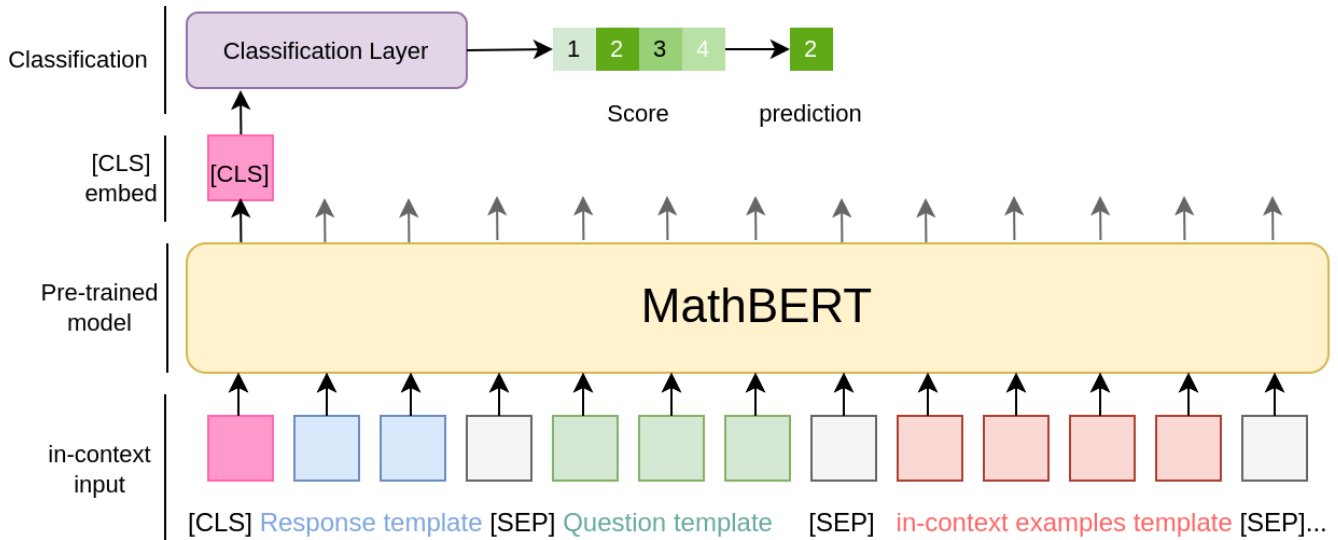 Classification
Classification Layer
1 2 3 4
2
Score
prediction
[CLS]
embed
[CLS]
Pre-trained
model
MathBERT
in-context
input
[CLS] Response template [SEP] Question template [SEP] in-context examples template [SEP]...